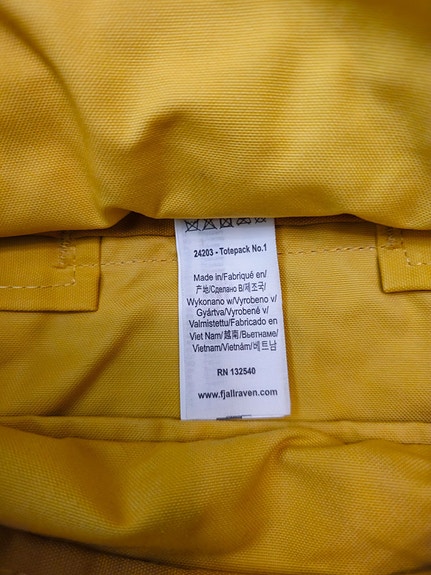 24203 - Totepack No.1
Made in/Fabriqué en/
产地/Сделано В/제조국/
Wykonano w/Vyrobeno v/
Gyártva/Vyrobené v/
Valmistettu/Fabricado en
Viet Nam/越南/Вьетнаме/
Vietnam/Vietnám/베트남
RN 132540
www.fjallraven.com